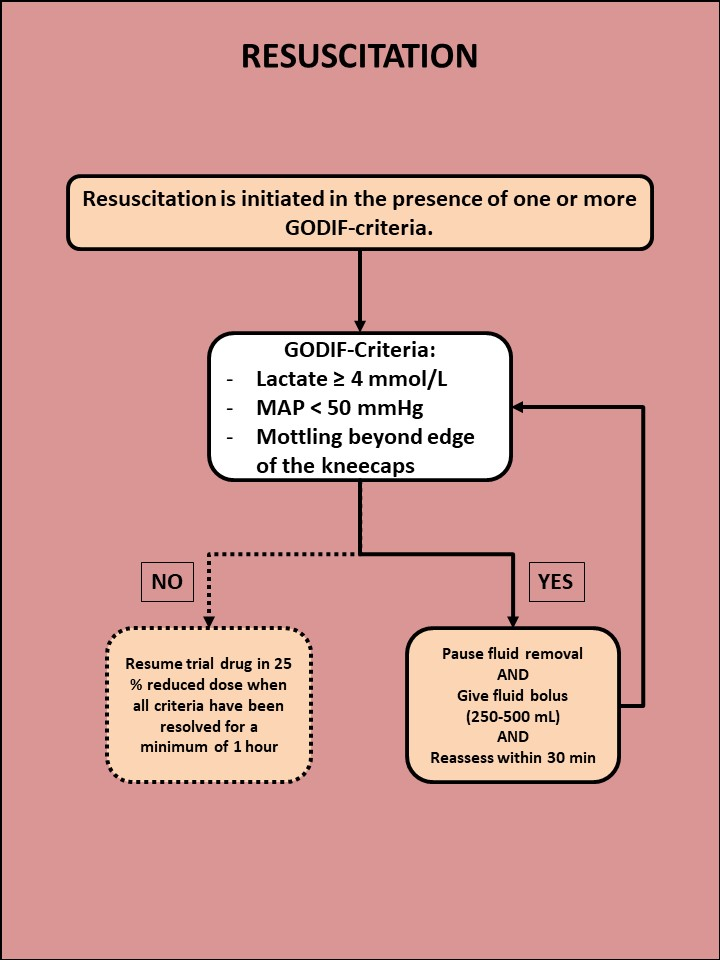 RESUSCITATION
Resuscitation is initiated in the presence of one or more
GODIF-criteria.
GODIF-Criteria:
- Lactate ≥ 4 mmol/L
- MAP < 50 mmHg
- Mottling beyond edge
of the kneecaps
NO
YES
Resume trial drug in 25
% reduced dose when
all criteria have been
resolved for a
minimum of 1 hour
Pause fluid removal
AND
Give fluid bolus
(250-500 mL)
AND
Reassess within 30 min